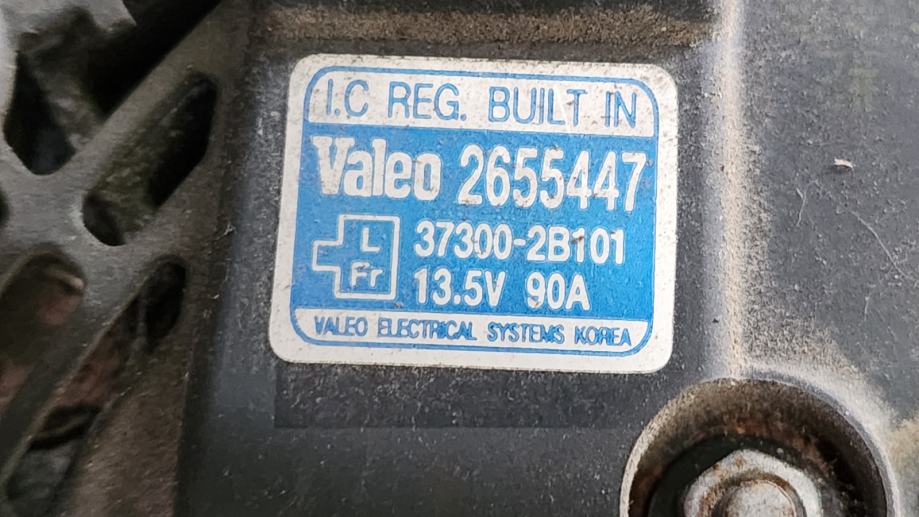 I.C REG. BUILT IN
Valeo 2655447
L 37300-2B101
Fr 13.5V 90A
VALEO ELECTRICAL SYSTEMS KOREA